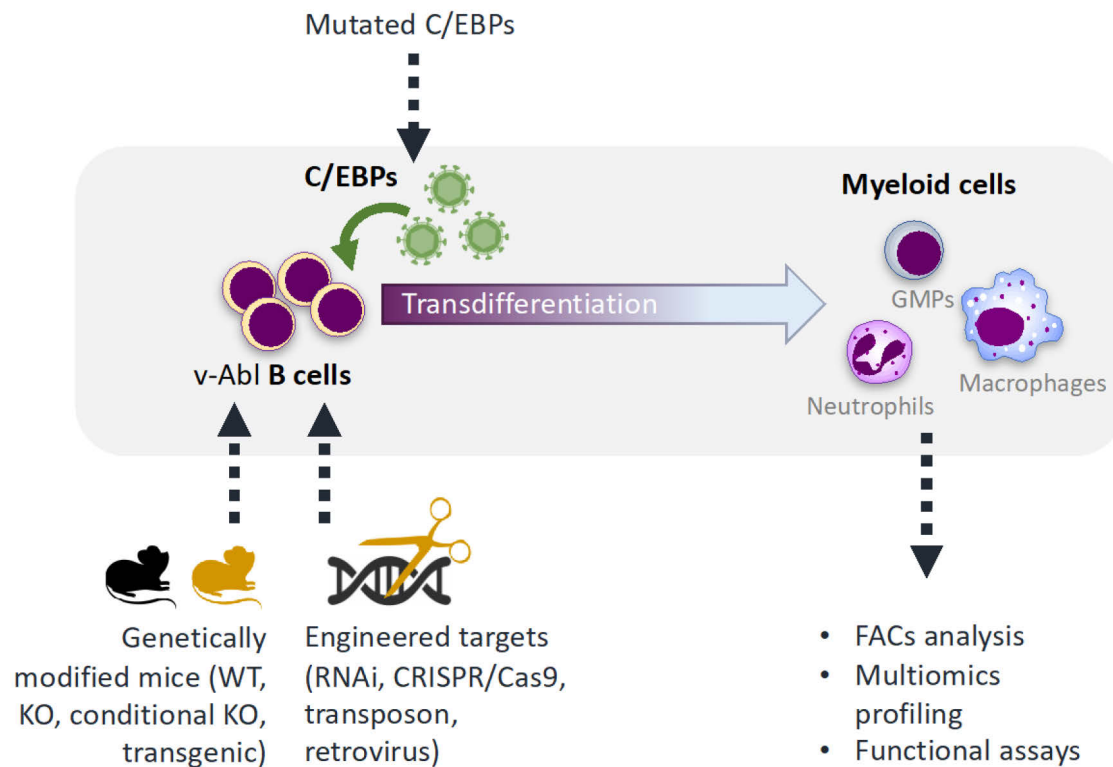 Mutated C/EBPs
C/EBPs
Myeloid cells
GMPs
Transdifferentiation
Macrophages
Neutrophils
v-Abl B cells
Genetically
modified mice (WT,
KO, conditional KO,
transgenic)
Engineered targets
(RNAi, CRISPR/Cas9,
transposon,
retrovirus)
• FACs analysis
• Multiomics
profiling
• Functional assays